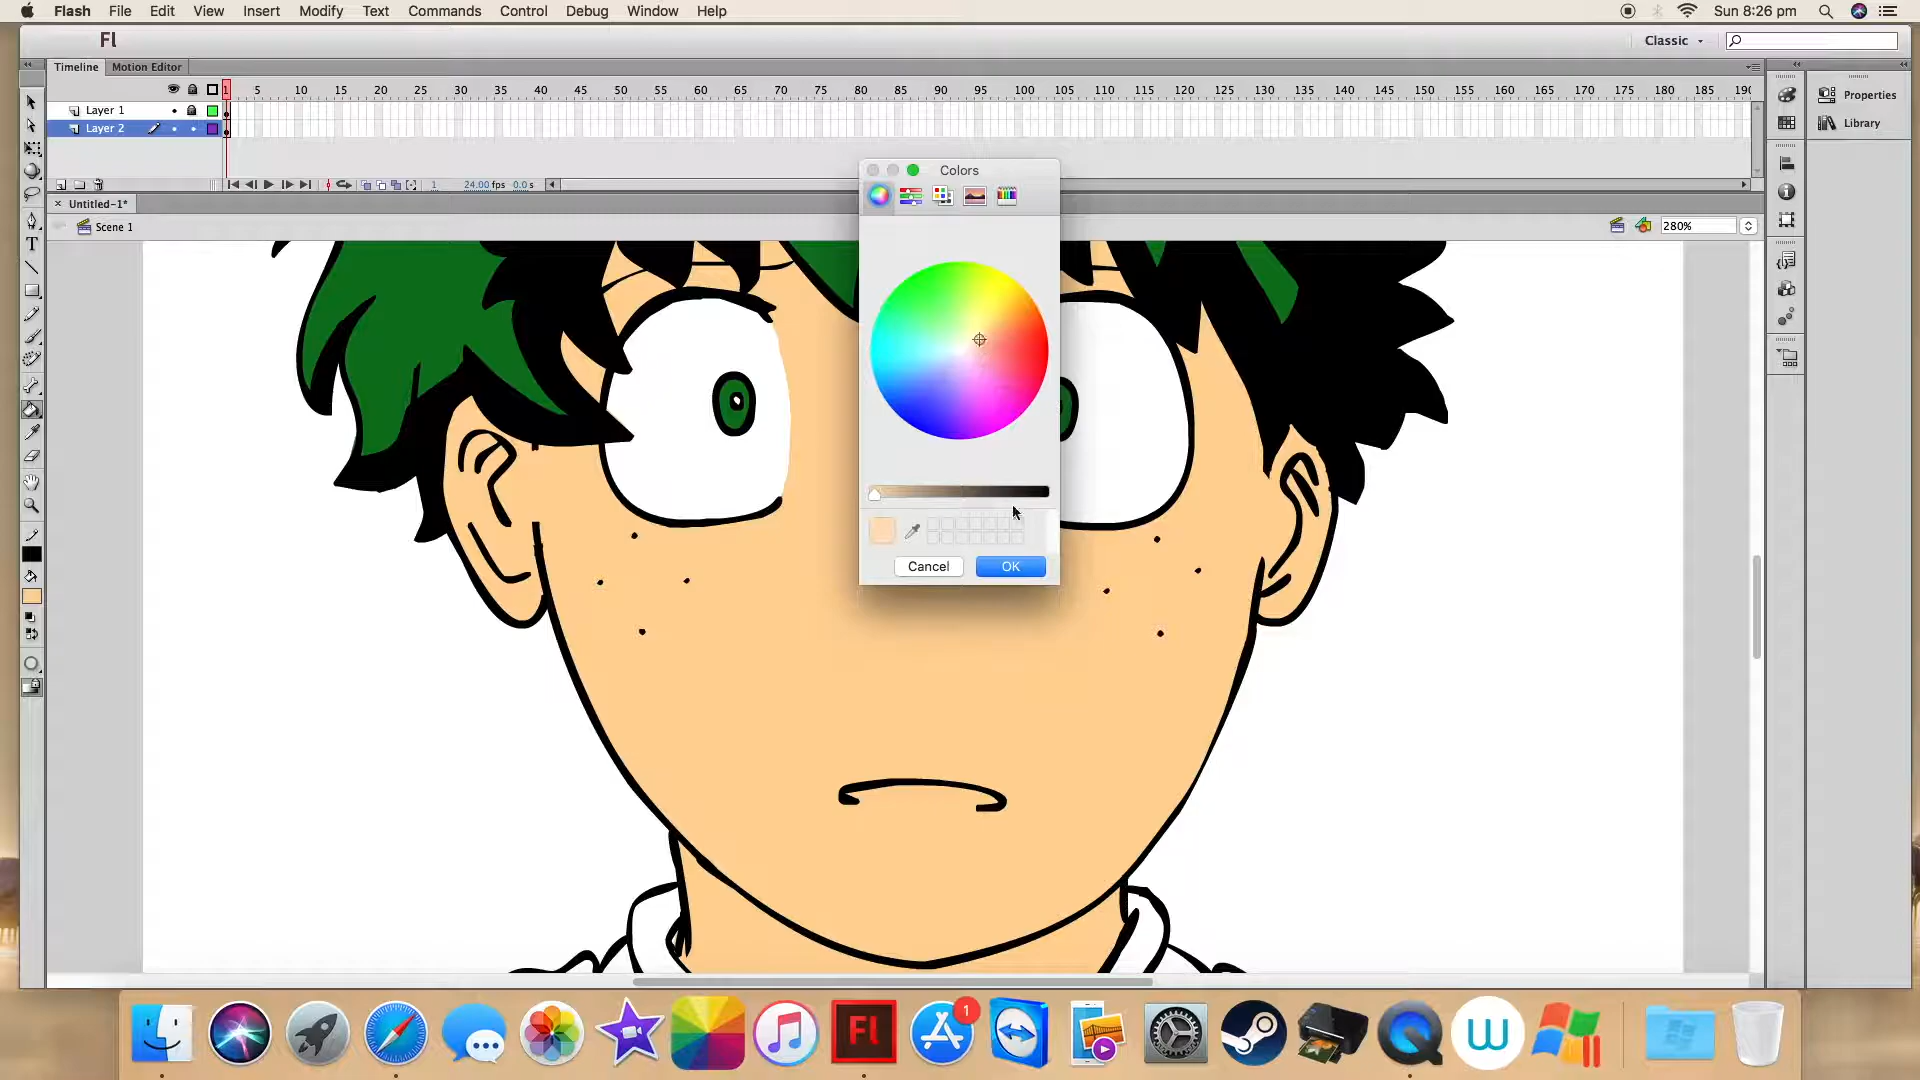 Flash File Edit View Insert Modify Text Commands Control Debug Window Help Sun 8:26 pm
Fl Classic
Timeline Motion Editor
1 5 10 15 20 25 30 35 40 45 50 55 60 65 70 75 80 85 90 95 100 105 110 115 120 125 130 135 140 145 150 155 160 165 170 175 180 185 190
Layer 1
Layer 2
Properties
Library
1 24.00 fps 0.0 s
Untitled-1*
Scene 1
280%
Colors
Cancel OK
T
Fl
1
W